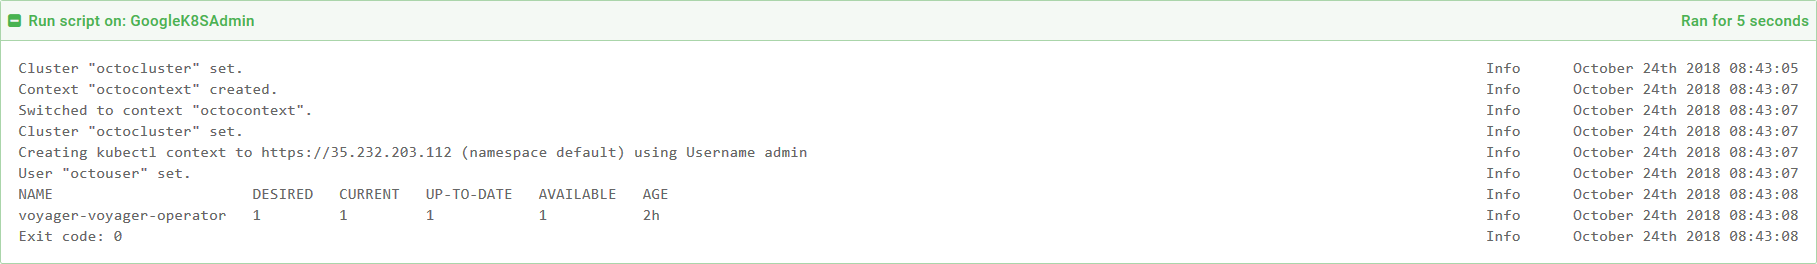 Run script on: GoogleK8SAdmin Ran for 5 seconds
Cluster "octocluster" set. Info October 24th 2018 08:43:05
Context "octocontext" created. Info October 24th 2018 08:43:07
Switched to context "octocontext". Info October 24th 2018 08:43:07
Cluster "octocluster" set. Info October 24th 2018 08:43:07
Creating kubectl context to https://35.232.203.112 (namespace default) using Username admin Info October 24th 2018 08:43:07
User "octouser" set. Info October 24th 2018 08:43:07
NAME DESIRED CURRENT UP-TO-DATE AVAILABLE AGE Info October 24th 2018 08:43:08
voyager-voyager-operator 1 1 1 1 2h Info October 24th 2018 08:43:08
Exit code: 0 Info October 24th 2018 08:43:08